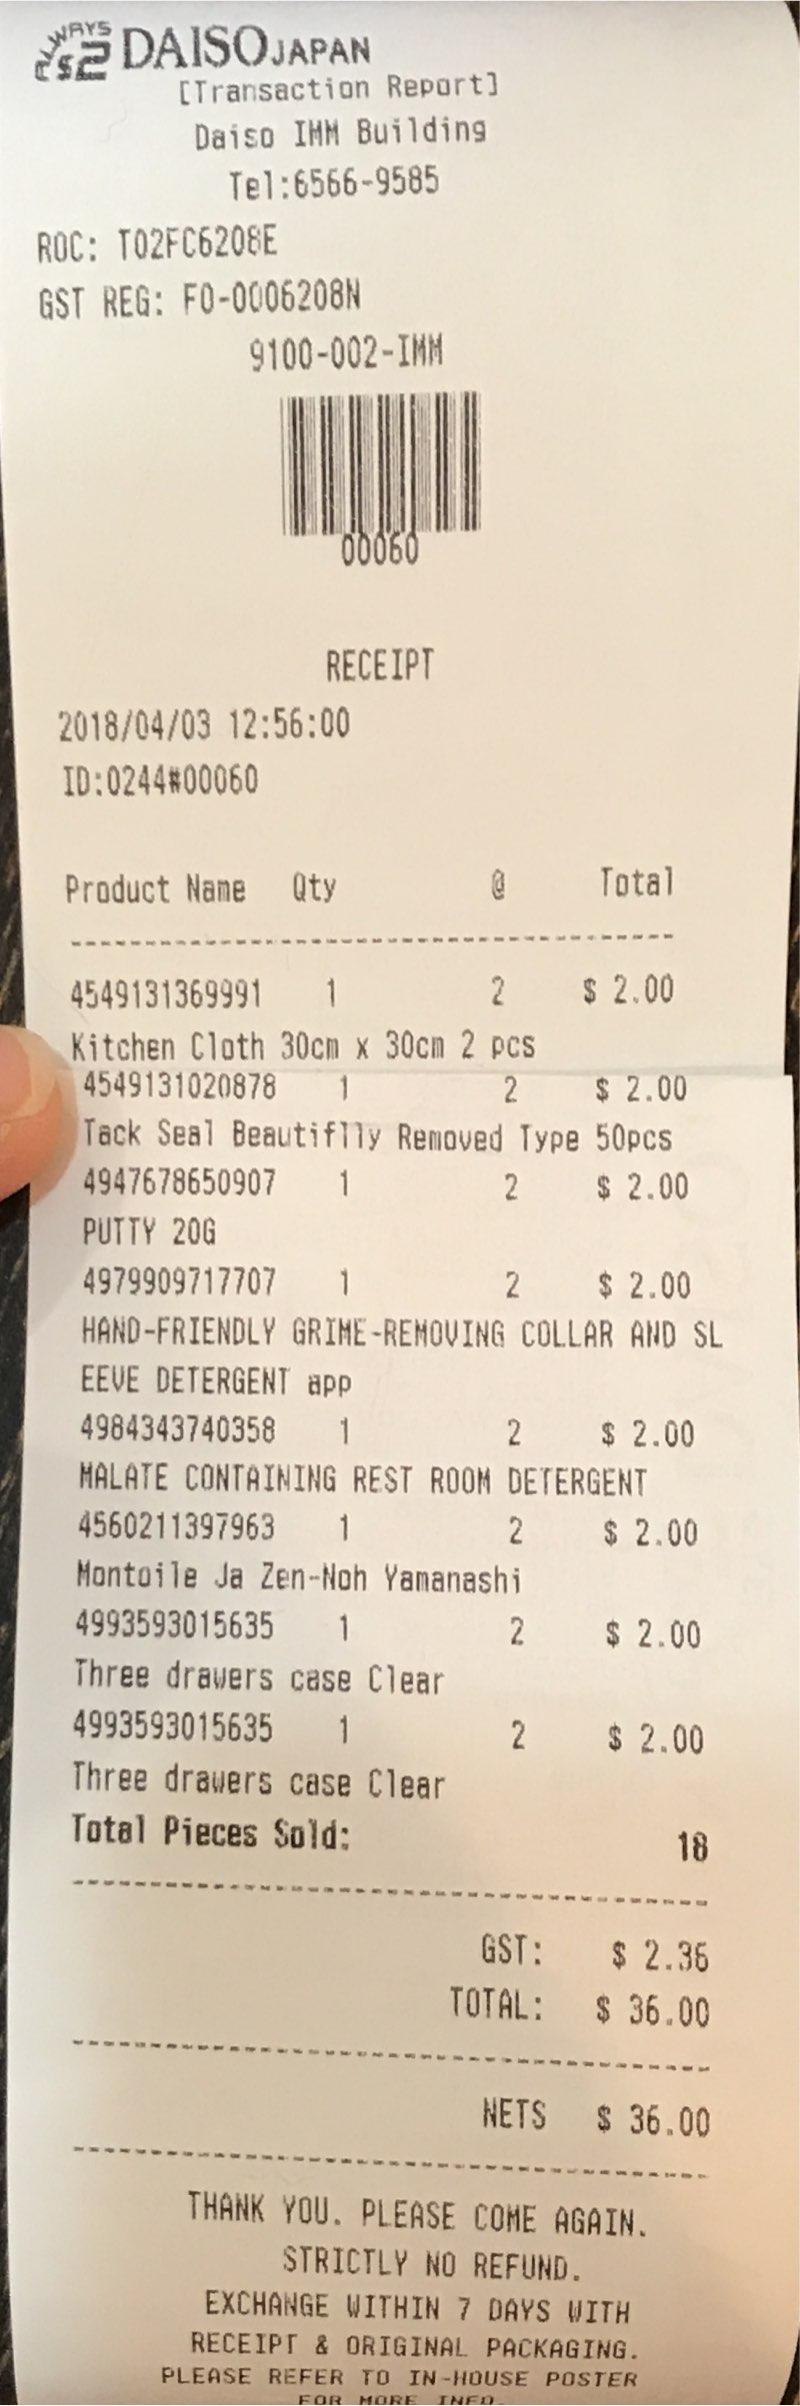 ALWAYS $2 DAISO JAPAN
[Transaction Report]
Daiso IMM Building
Tel:6566-9585
ROC: T02FC6208E
GST REG: FO-0006208N
9100-002-IMM
00060
RECEIPT
2018/04/03 12:56:00
ID:0244#00060
Product Name Qty @ Total
4549131369991 1 2 $ 2.00
Kitchen Cloth 30cm x 30cm 2 pcs
4549131020878 1 2 $ 2.00
Tack Seal Beautiflly Removed Type 50pcs
4947678650907 1 2 $ 2.00
PUTTY 20G
4979909717707 1 2 $ 2.00
HAND-FRIENDLY GRIME-REMOVING COLLAR AND SL
EEVE DETERGENT app
4984343740358 1 2 $ 2.00
MALATE CONTAINING REST ROOM DETERGENT
4560211397963 1 2 $ 2.00
Montoile Ja Zen-Noh Yamanashi
4993593015635 1 2 $ 2.00
Three drawers case Clear
4993593015635 1 2 $ 2.00
Three drawers case Clear
Total Pieces Sold: 18
GST: $ 2.36
TOTAL: $ 36.00
NETS $ 36.00
THANK YOU. PLEASE COME AGAIN.
STRICTLY NO REFUND.
EXCHANGE WITHIN 7 DAYS WITH
RECEIPT & ORIGINAL PACKAGING.
PLEASE REFER TO IN-HOUSE POSTER
FOR MORE INFO.